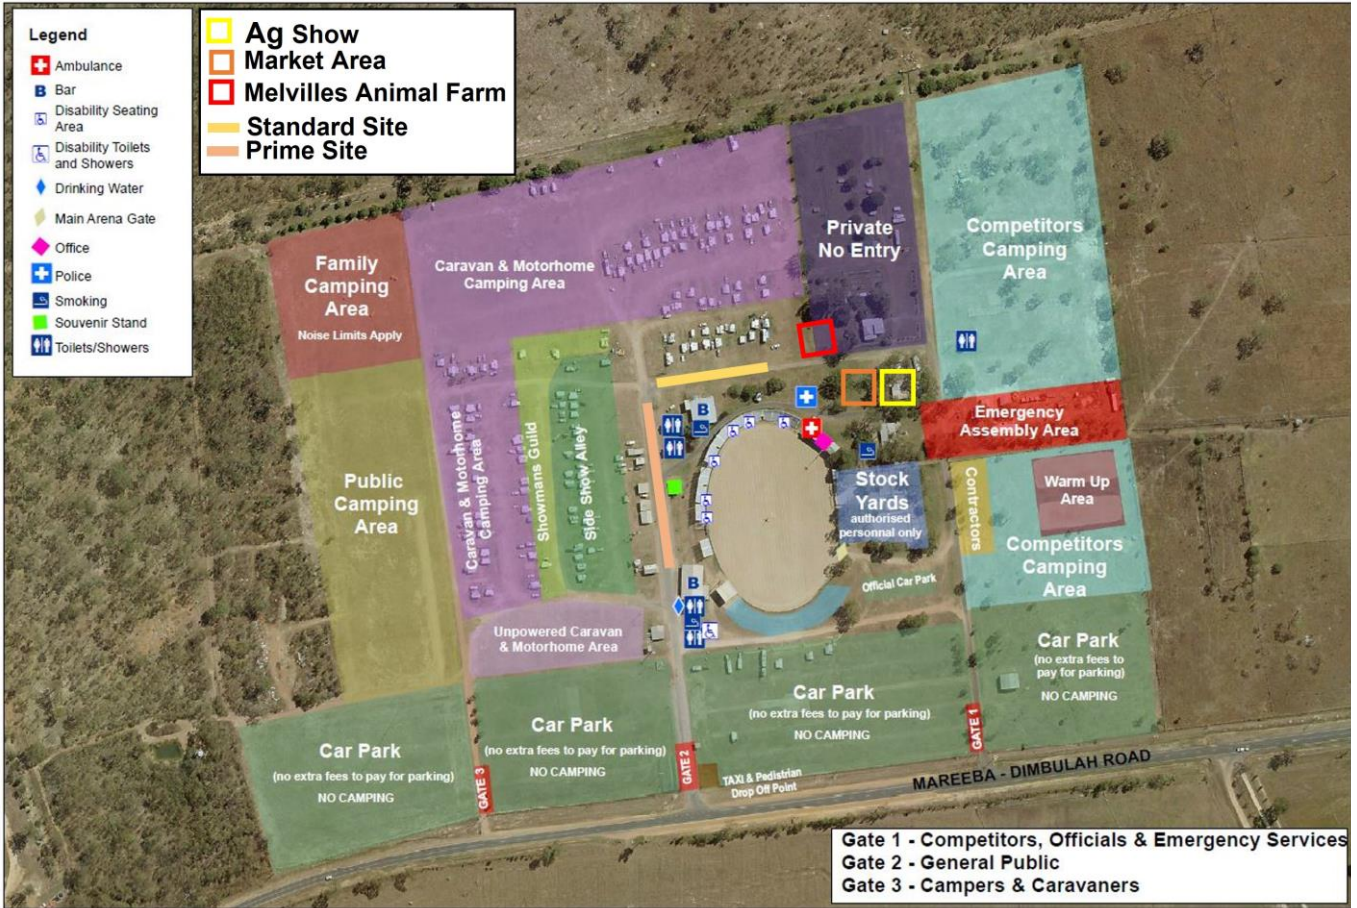 Legend
Ambulance
B Bar
Disability Seating
Area
Disability Toilets
and Showers
Drinking Water
Main Arena Gate
Office
Police
Smoking
Souvenir Stand
Toilets/Showers
Ag Show
Market Area
Melvilles Animal Farm
Standard Site
Prime Site
Family
Camping
Area
Noise Limits Apply
Caravan & Motorhome
Camping Area
Private
No Entry
Competitors
Camping
Area
Public
Camping
Area
Caravan & Motorhome
Camping Area
Showmans Guild
Side Show Alley
B
Emergency
Assembly Area
Stock
Yards
authorised
personnal only
Contractors
Warm Up
Area
Competitors
Camping
Area
Official Car Park
B
Unpowered Caravan
& Motorhome Area
Car Park
(no extra fees to pay for parking)
NO CAMPING
GATE 3
Car Park
(no extra fees to pay for parking)
NO CAMPING
GATE 2
TAXI & Pedistrian
Drop Off Point
Car Park
(no extra fees to pay for parking)
NO CAMPING
GATE 1
Car Park
(no extra fees to
pay for parking)
NO CAMPING
MAREEBA - DIMBULAH ROAD
Gate 1 - Competitors, Officials & Emergency Services
Gate 2 - General Public
Gate 3 - Campers & Caravaners